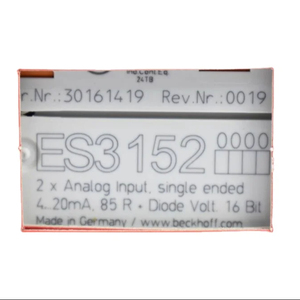 24TB
r.Nr.:30161419 Rev.Nr.:0019
ES3152 0000
2 x Analog Input, single ended
4..20mA, 85 R • Diode Volt. 16 Bit
Made in Germany / www.beckhoff.com